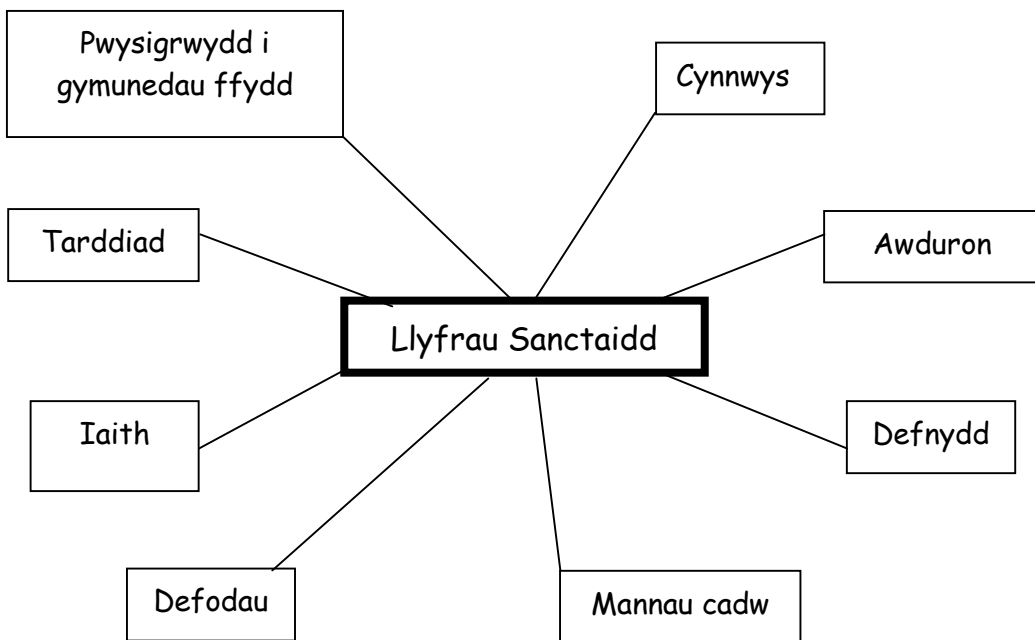 Pwysigrwydd i
gymunedau ffydd
Cynnwys
Tarddiad
Awduron
Llyfrau Sanctaidd
Iaith
Defnydd
Defodau
Mannau cadw